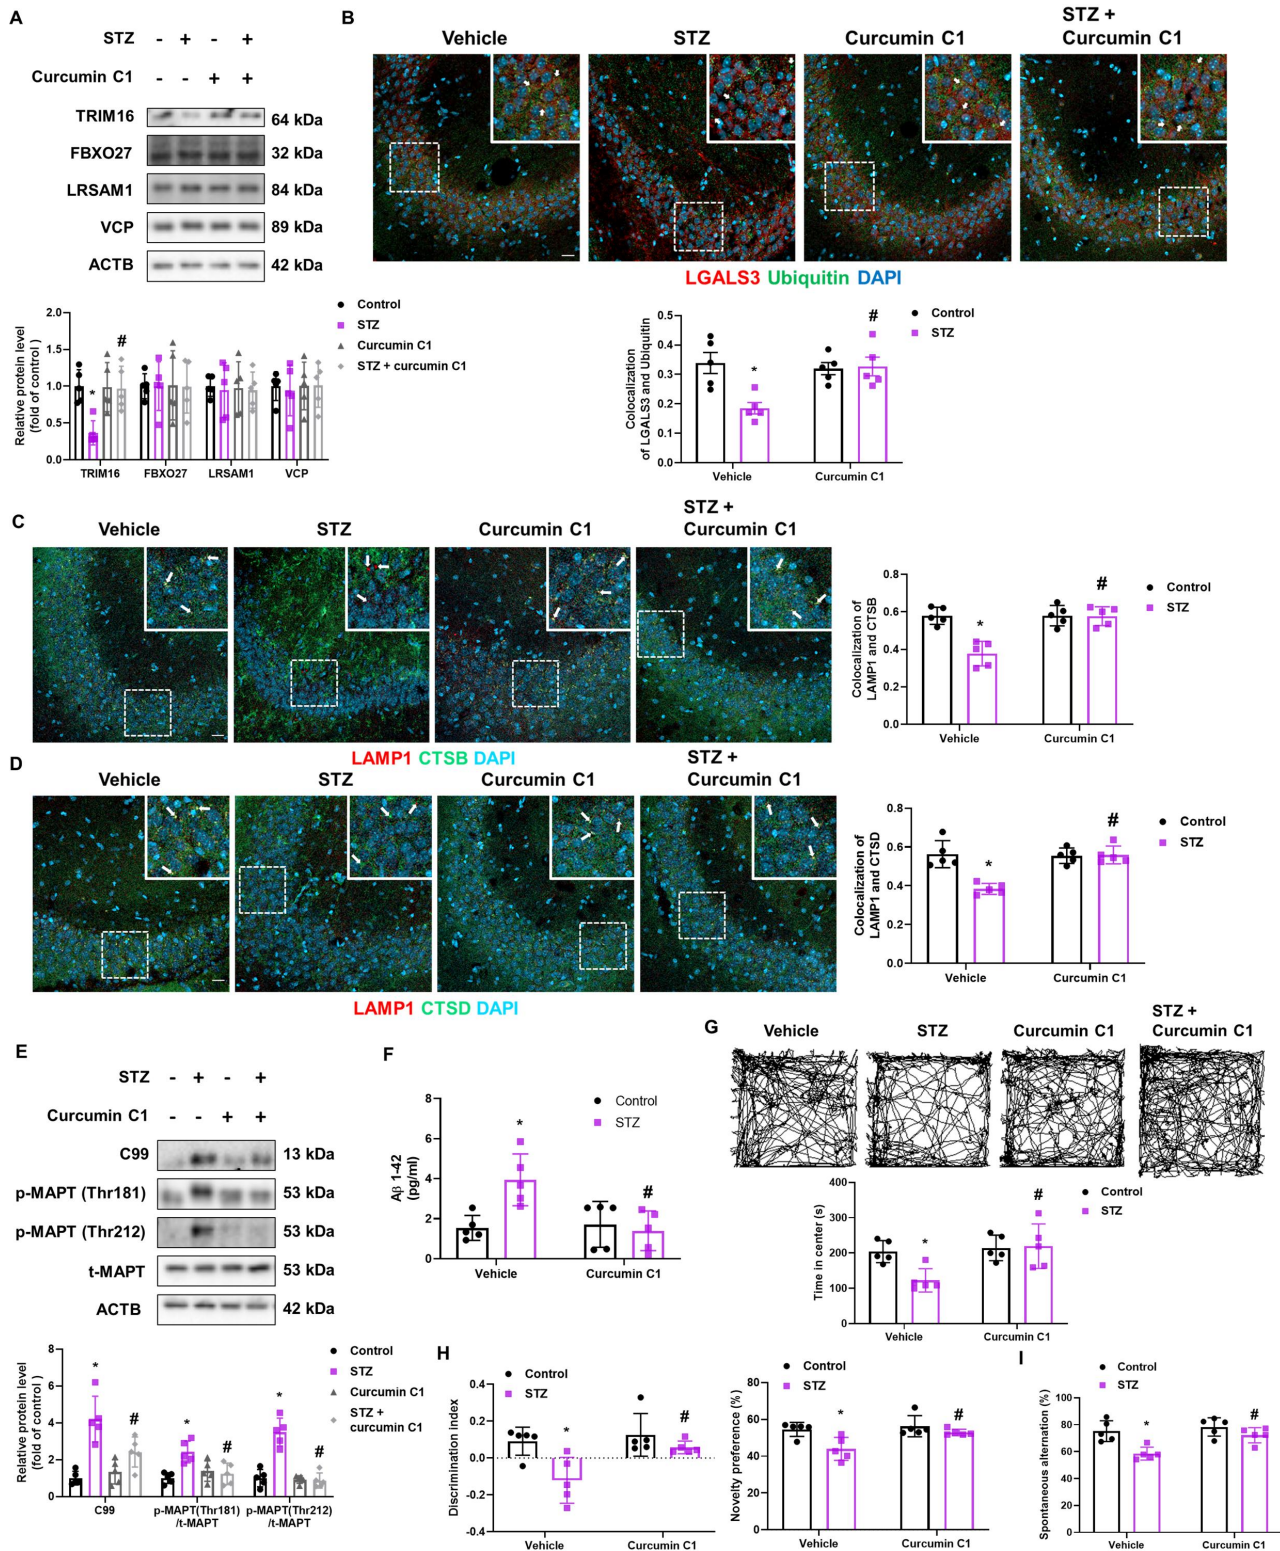 A
STZ - + - +
Curcumin C1 - - + +
TRIM16 64 kDa
FBXO27 32 kDa
LRSAM1 84 kDa
VCP 89 kDa
ACTB 42 kDa
Relative protein level
(fold of control )
2.0
1.5
1.0
0.5
0.0
*
#
TRIM16 FBXO27 LRSAM1 VCP
Control
STZ
Curcumin C1
STZ + curcumin C1
B
Vehicle
STZ
Curcumin C1
STZ +
Curcumin C1
LGALS3 Ubiquitin DAPI
Colocalization
of LGALS3 and Ubiquitin
0.5
0.4
0.3
0.2
0.1
0.0
*
#
Vehicle Curcumin C1
Control
STZ
C
Vehicle
STZ
Curcumin C1
STZ +
Curcumin C1
LAMP1 CTSB DAPI
Colocalization of
LAMP1 and CTSB
0.8
0.6
0.4
0.2
0.0
*
#
Vehicle Curcumin C1
Control
STZ
D
Vehicle
STZ
Curcumin C1
STZ +
Curcumin C1
LAMP1 CTSD DAPI
Colocalization of
LAMP1 and CTSD
0.8
0.6
0.4
0.2
0.0
*
#
Vehicle Curcumin C1
Control
STZ
E
STZ - + - +
Curcumin C1 - - + +
C99 13 kDa
p-MAPT (Thr181) 53 kDa
p-MAPT (Thr212) 53 kDa
t-MAPT 53 kDa
ACTB 42 kDa
Relative protein level
(fold of control )
8
6
4
2
0
*
#
*
#
*
#
C99 p-MAPT(Thr181) p-MAPT(Thr212)
/t-MAPT /t-MAPT
Control
STZ
Curcumin C1
STZ +
curcumin C1
F
Aβ 1-42
(pg/ml)
8
6
4
2
0
*
#
Vehicle Curcumin C1
Control
STZ
G
Vehicle
STZ
Curcumin C1
STZ +
Curcumin C1
Time in center (s)
400
300
200
100
0
*
#
Vehicle Curcumin C1
Control
STZ
H
Discrimination index
0.4
0.2
0.0
-0.2
-0.4
*
#
Vehicle Curcumin C1
Control
STZ
Novelty preference (%)
80
60
40
20
0
*
#
Vehicle Curcumin C1
Control
STZ
I
Spontaneous alternation (%)
100
80
60
40
20
0
*
#
Vehicle Curcumin C1
Control
STZ